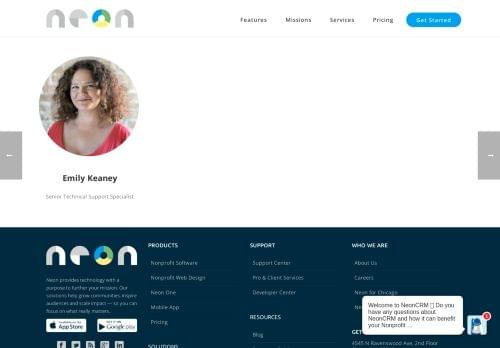 neon
Features
Missions
Services
Pricing
Get Started
←
→
Emily Keaney
Senior Technical Support Specialist
neon
Neon provides technology with a
purpose to further your mission. Our
solutions help grow communities, inspire
audiences and scale impact — so you can
focus on what really matters.
App Store
Google play
PRODUCTS
Nonprofit Software
Nonprofit Web Design
Neon One
Mobile App
Pricing
SOLUTIONS
SUPPORT
Support Center
Pro & Client Services
Developer Center
RESOURCES
Blog
WHO WE ARE
About Us
Careers
Neon for Chicago
GET
4545 N Ravenswood Ave, 2nd Floor
Welcome to NeonCRM Do you
have any questions about
NeonCRM and how it can benefit
your Nonprofit ...
1